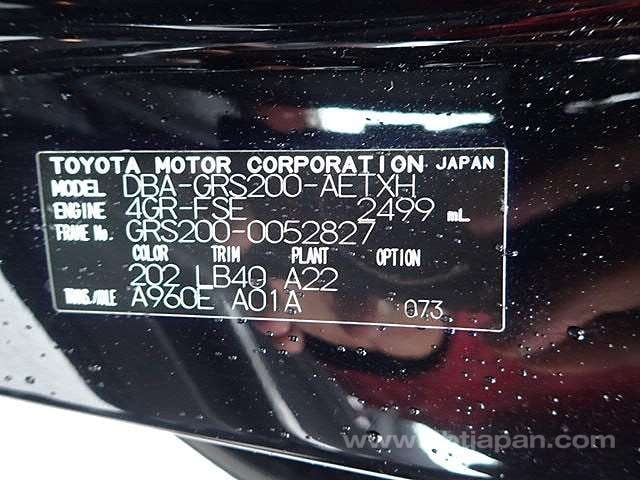 TOYOTA MOTOR CORPORATION JAPAN
MODEL DBA-GRS200-AETXH
ENGINE 4GR-FSE 2499 mL
FRAME No. GRS200-0052827
COLOR TRIM PLANT OPTION
202 LB40 A22
TRANS./AXLE A960E A01A 073